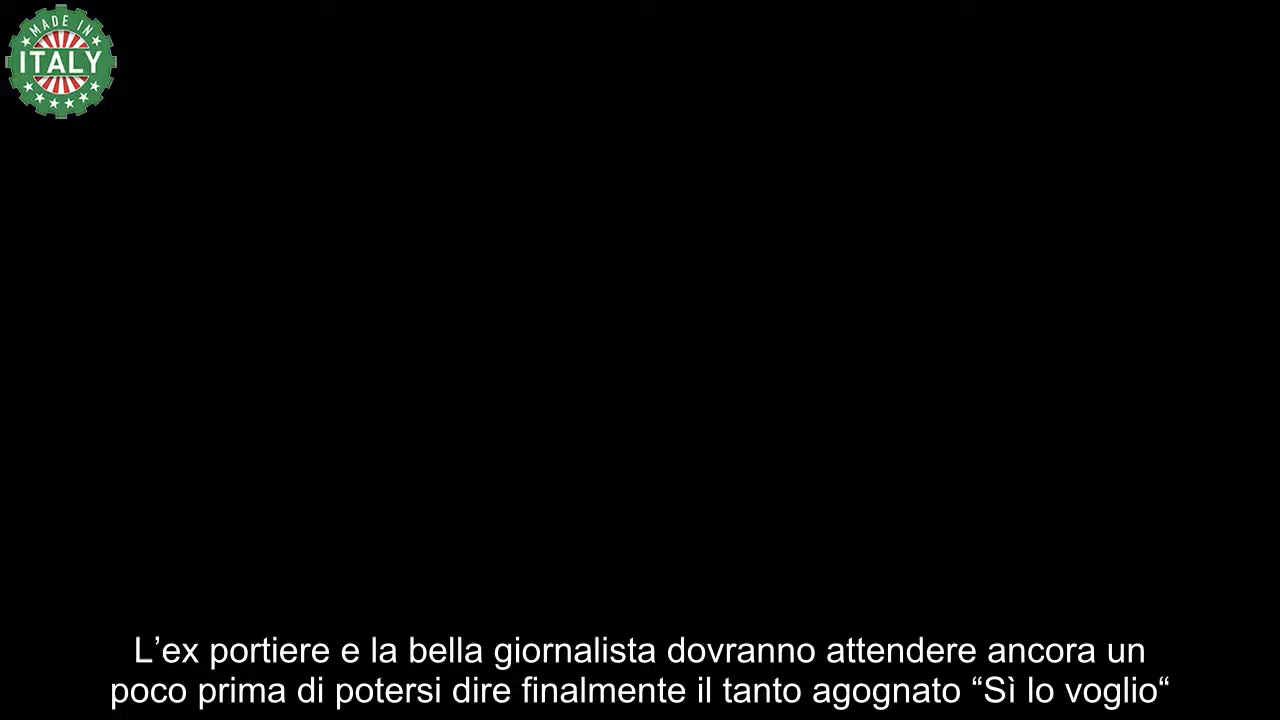 MADE IN
ITALY
L’ex portiere e la bella giornalista dovranno attendere ancora un
poco prima di potersi dire finalmente il tanto agognato “Sì lo voglio“